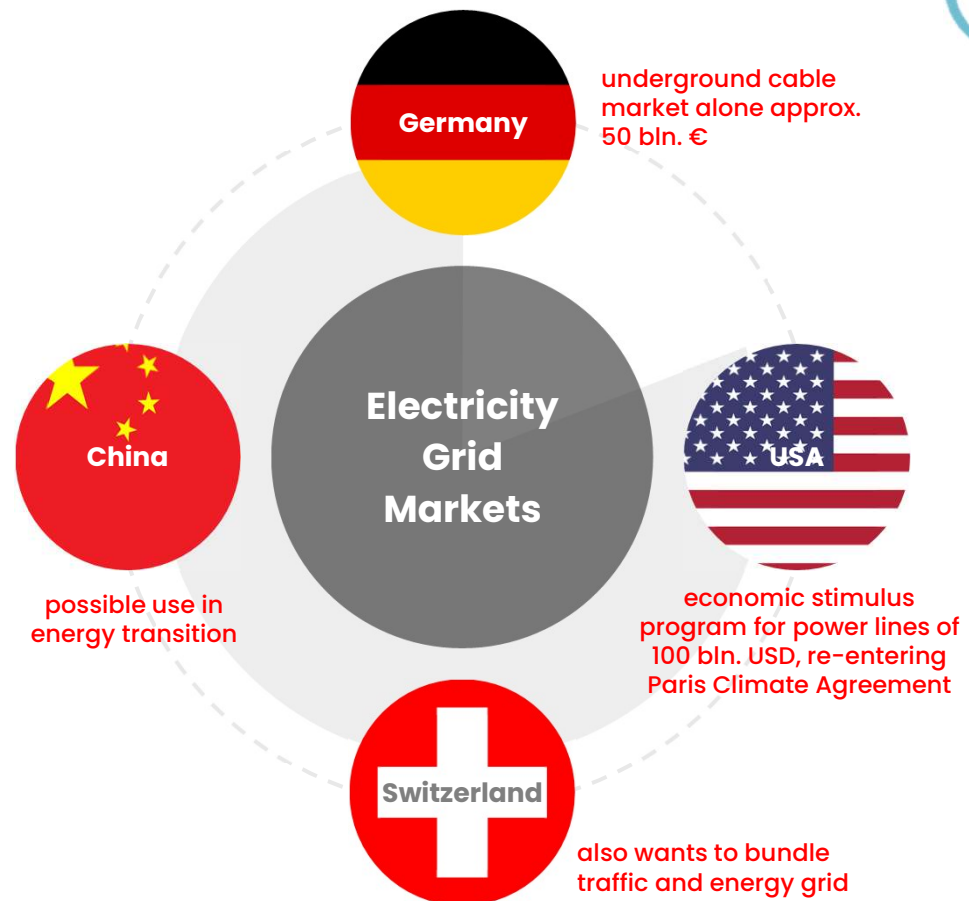 Germany
underground cable
market alone approx.
50 bln. €
Electricity
Grid
Markets
China
possible use in
energy transition
USA
economic stimulus
program for power lines of
100 bln. USD, re-entering
Paris Climate Agreement
Switzerland
also wants to bundle
traffic and energy grid